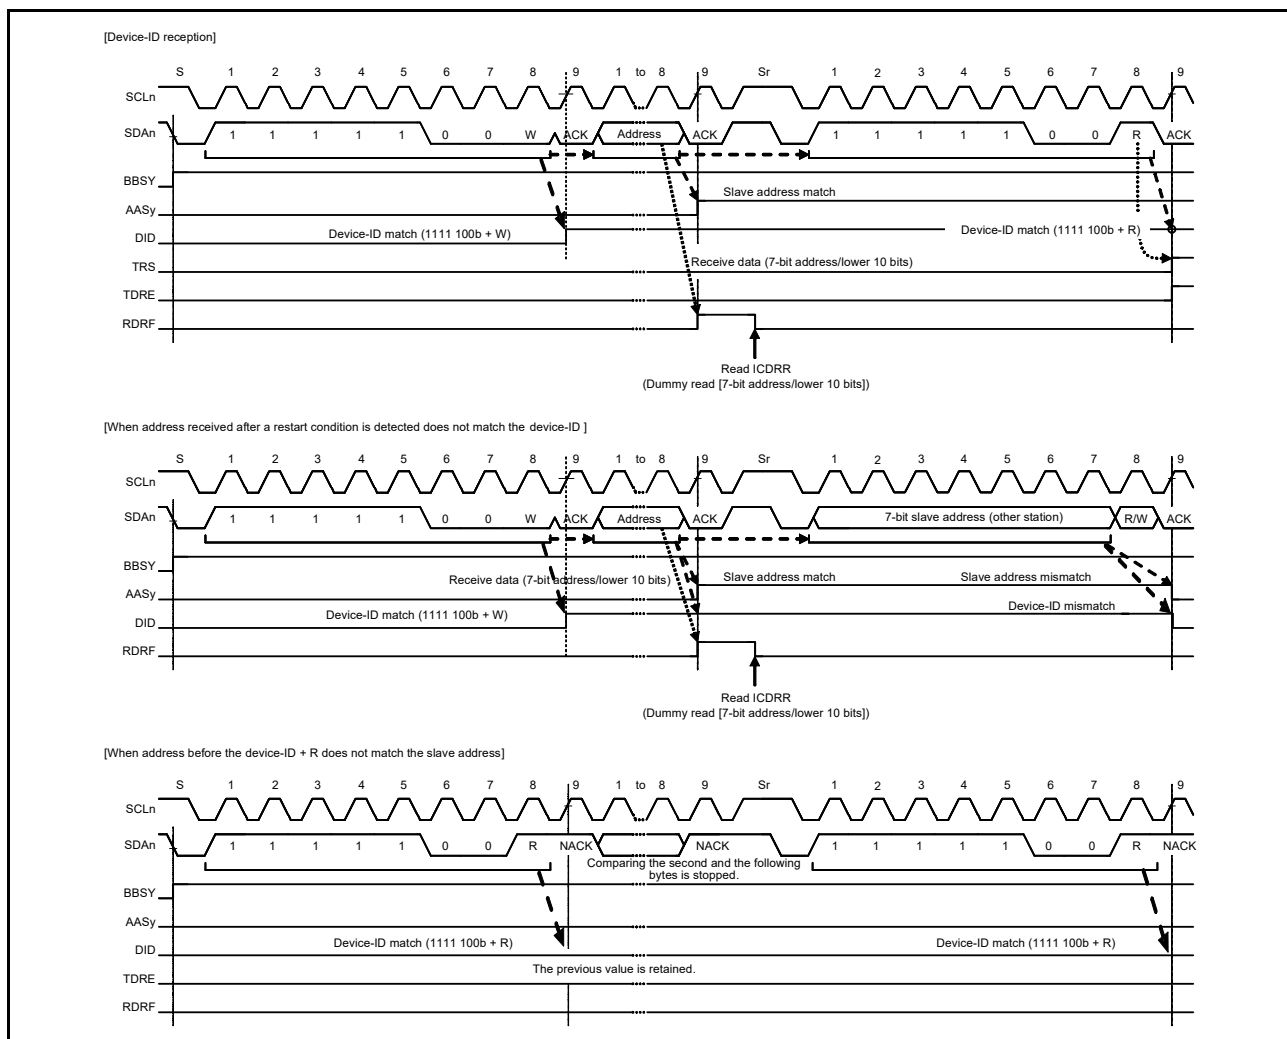 [Device-ID reception]
S 1 2 3 4 5 6 7 8 9 1 to 8 9 Sr 1 2 3 4 5 6 7 8 9
SCLn
SDAn 1 1 1 1 1 0 0 W ACK Address ACK 1 1 1 1 1 0 0 R ACK
BBSY
Slave address match
AASy
Device-ID match (1111 100b + W) Device-ID match (1111 100b + R)
DID
Receive data (7-bit address/lower 10 bits)
TRS
TDRE
RDRF
Read ICDRR
(Dummy read [7-bit address/lower 10 bits])
[When address received after a restart condition is detected does not match the device-ID ]
S 1 2 3 4 5 6 7 8 9 1 to 8 9 Sr 1 2 3 4 5 6 7 8 9
SCLn
SDAn 1 1 1 1 1 0 0 W ACK Address ACK 7-bit slave address (other station) R/W ACK
BBSY
Receive data (7-bit address/lower 10 bits) Slave address match Slave address mismatch
AASy
Device-ID match (1111 100b + W) Device-ID mismatch
DID
RDRF
Read ICDRR
(Dummy read [7-bit address/lower 10 bits])
[When address before the device-ID + R does not match the slave address]
S 1 2 3 4 5 6 7 8 9 1 to 8 9 Sr 1 2 3 4 5 6 7 8 9
SCLn
SDAn 1 1 1 1 1 0 0 R NACK NACK 1 1 1 1 1 0 0 R NACK
Comparing the second and the following
bytes is stopped.
BBSY
AASy
Device-ID match (1111 100b + R) Device-ID match (1111 100b + R)
DID
The previous value is retained.
TDRE
RDRF